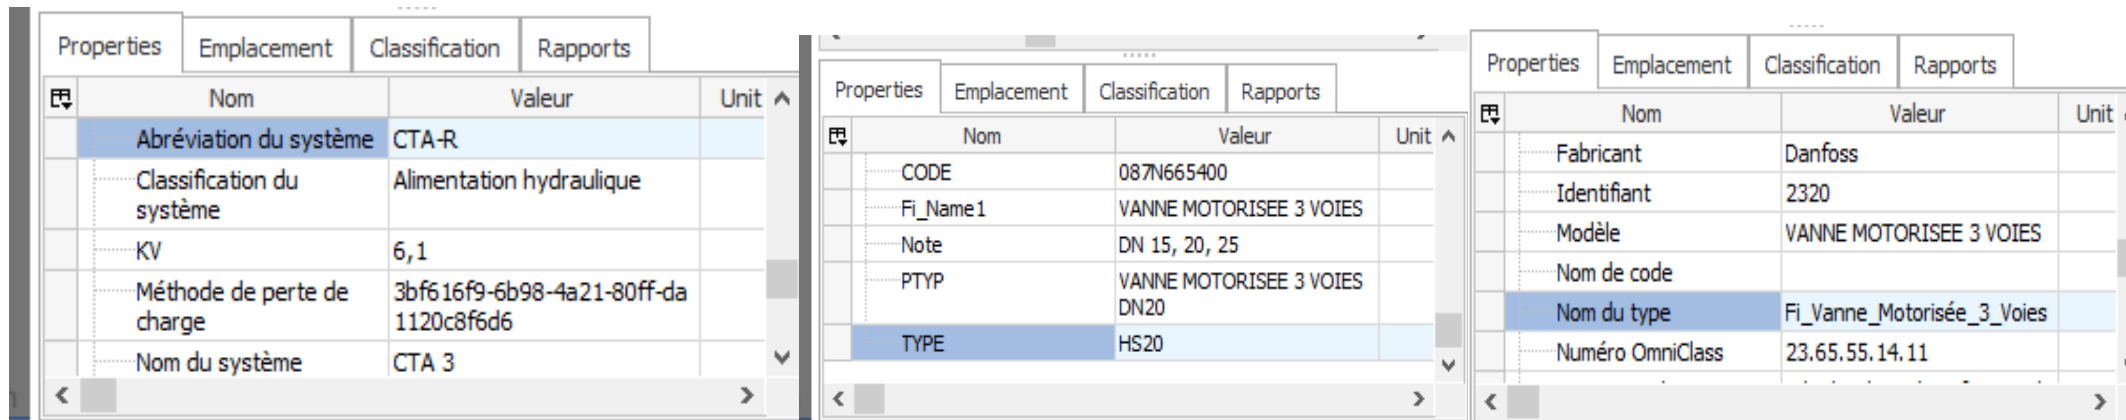 Properties Emplacement Classification Rapports
Nom Valeur Unit
Abréviation du système CTA-R
Classification du Alimentation hydraulique
système
KV 6,1
Méthode de perte de 3bf616f9-6b98-4a21-80ff-da
charge 1120c8f6d6
Nom du système CTA 3
Properties Emplacement Classification Rapports
Nom Valeur Unit
CODE 087N665400
Fi_Name1 VANNE MOTORISEE 3 VOIES
Note DN 15, 20, 25
PTYP VANNE MOTORISEE 3 VOIES
DN20
TYPE HS20
Properties Emplacement Classification Rapports
Nom Valeur Unit
Fabricant Danfoss
Identifiant 2320
Modèle VANNE MOTORISEE 3 VOIES
Nom de code
Nom du type Fi_Vanne_Motorisée_3_Voies
Numéro OmniClass 23.65.55.14.11